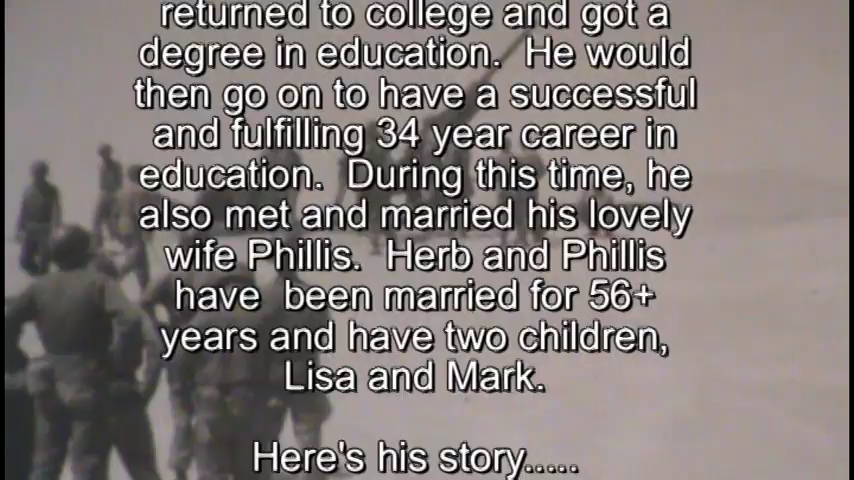 returned to college and got a
degree in education.  He would
then go on to have a successful
and fulfilling 34 year career in
education.  During this time, he
also met and married his lovely
wife Phillis.  Herb and Phillis
have  been married for 56+
years and have two children,
Lisa and Mark.
Here's his story.....